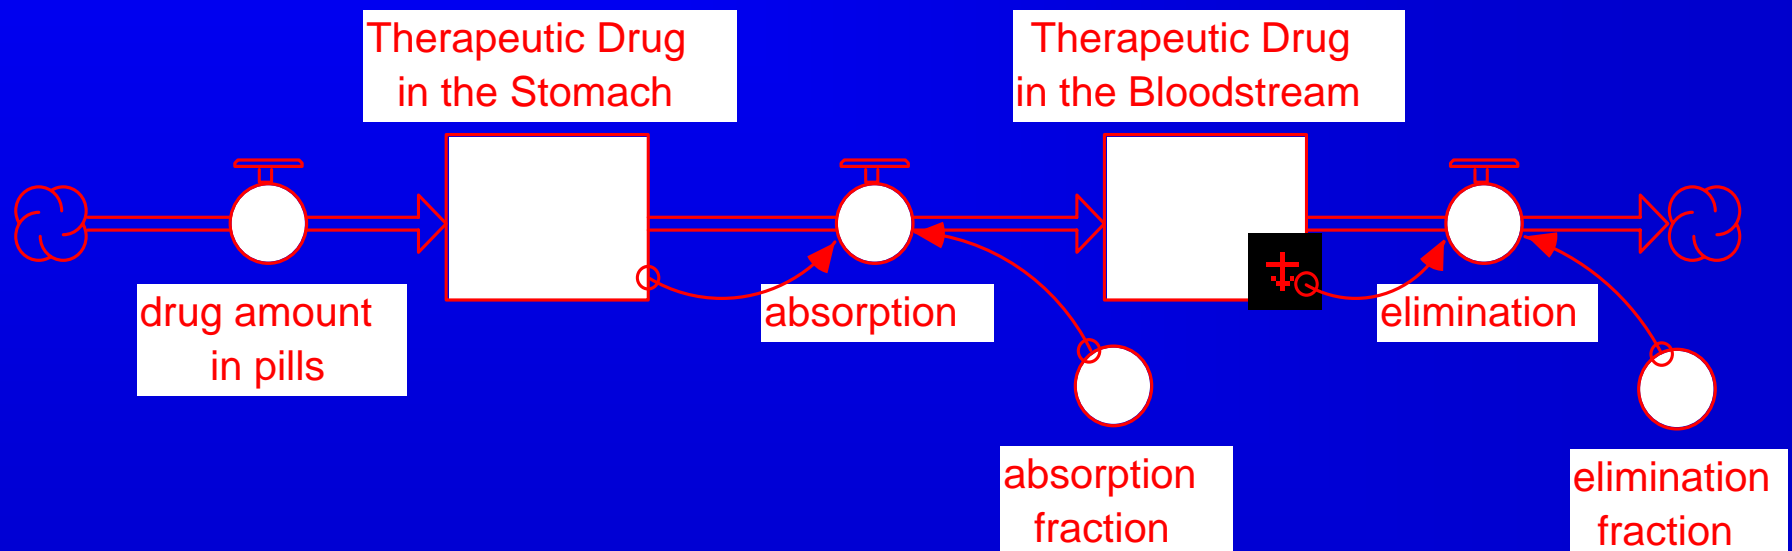 Therapeutic Drug
in the Stomach
Therapeutic Drug
in the Bloodstream
drug amount
in pills
absorption
elimination
absorption
fraction
elimination
fraction